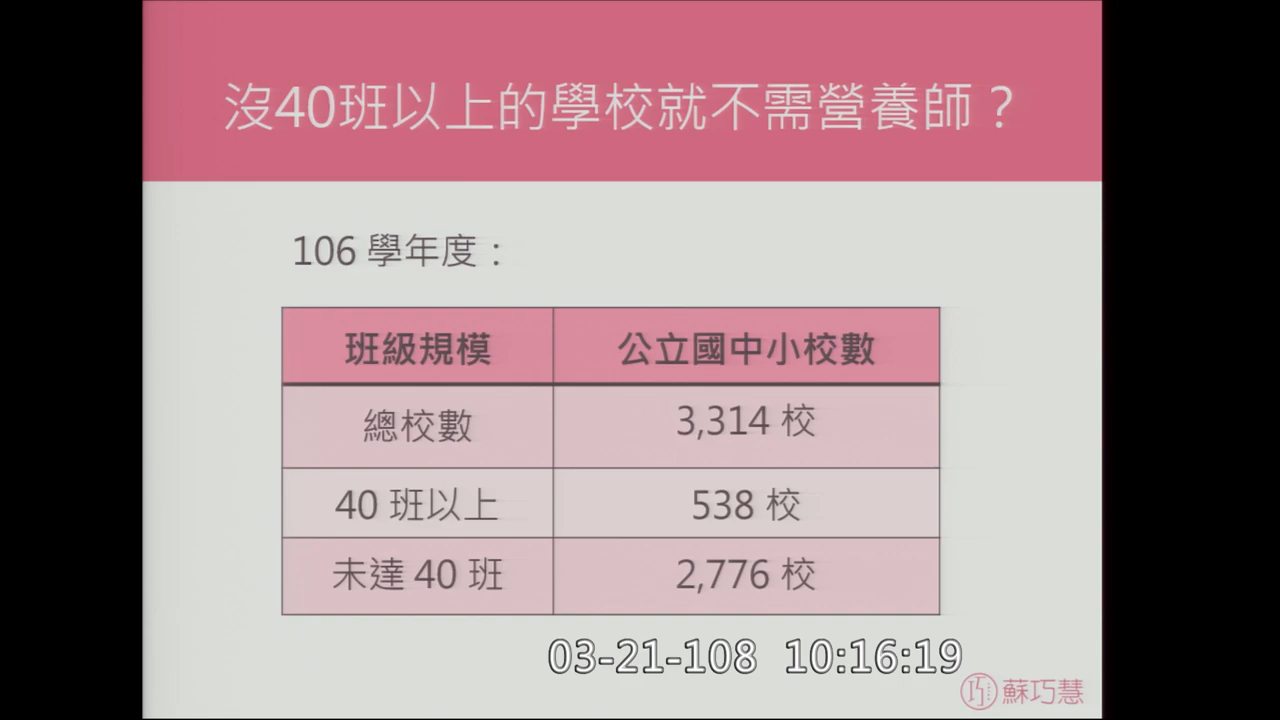 沒40班以上的學校就不需營養師？
106 學年度：
班級規模 公立國中小校數
總校數 3,314 校
40 班以上 538 校
未達 40 班 2,776 校
03-21-108 10:16:19
巧 蘇巧慧